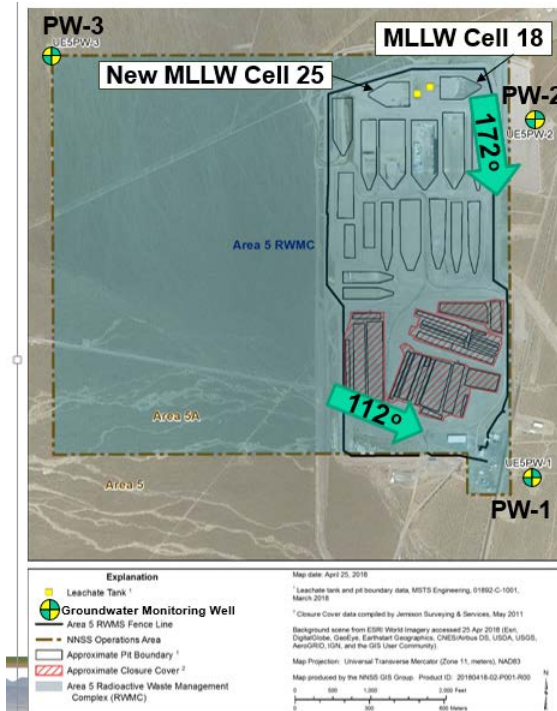 PW-3
UE5PW-3
MLLW Cell 18
New MLLW Cell 25
PW-2
UE5PW-2
172°
Area 5 RWMC
112°
Area 5A
UE5PW-1
Area 5
PW-1
Explanation
Leachate Tank ¹
Groundwater Monitoring Well
Area 5 RWMS Fence Line
NNSS Operations Area
Approximate Pit Boundary ¹
Approximate Closure Cover ²
Area 5 Radioactive Waste Management
Complex (RWMC)
Map date: April 25, 2018
¹ Leachate tank and pit boundary data, MSTS Engineering, 01892-C-1001,
March 2018
² Closure Cover data compiled by Jemison Surveying & Services, May 2011
Background scene from ESRI World Imagery accessed 25 Apr 2018 (Esri,
DigitalGlobe, GeoEye, Earthstar Geographics, CNES/Airbus DS, USDA, USGS,
AeroGRID, IGN, and the GIS User Community)
Map Projection: Universal Transverse Mercator (Zone 11, meters), NAD83
Map produced by the NNSS GIS Group. Product ID: 20180418-02-P001-R00
0 500 1,000 2,000 Feet
0 300 600 Meters